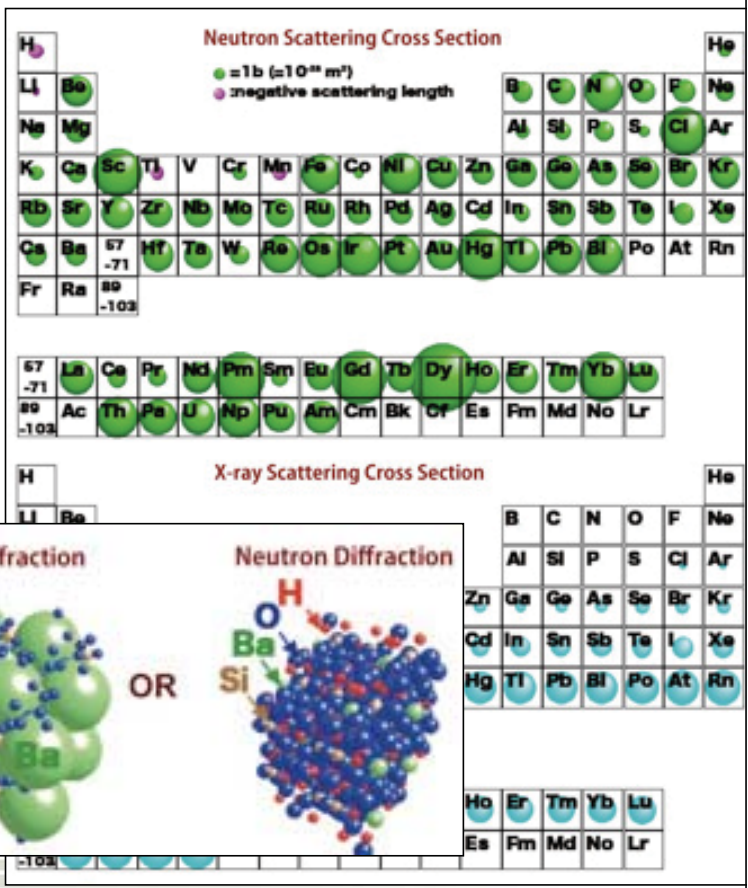 Neutron Scattering Cross Section
H He
=1b (=10⁻²⁸ m²)
:negative scattering length
Li Be B C N O F Ne
Na Mg Al Si P S Cl Ar
K Ca Sc Ti V Cr Mn Fe Co Ni Cu Zn Ga Ge As Se Br Kr
Rb Sr Y Zr Nb Mo Tc Ru Rh Pd Ag Cd In Sn Sb Te I Xe
Cs Ba 57 Hf Ta W Re Os Ir Pt Au Hg Tl Pb Bi Po At Rn
-71
Fr Ra 89
-103
57 La Ce Pr Nd Pm Sm Eu Gd Tb Dy Ho Er Tm Yb Lu
-71
89 Ac Th Pa U Np Pu Am Cm Bk Cf Es Fm Md No Lr
-103
X-ray Scattering Cross Section
H He
Li Be B C N O F Ne
Al Si P S Cl Ar
Zn Ga Ge As Se Br Kr
Cd In Sn Sb Te I Xe
Hg Tl Pb Bi Po At Rn
Ho Er Tm Yb Lu
Es Fm Md No Lr
-103
fraction
Ba
OR
Neutron Diffraction
H
O
Ba
Si